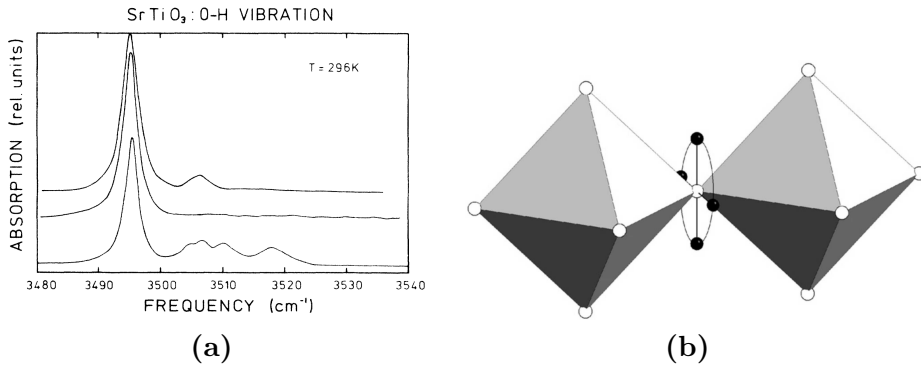 SrTiO₃: O-H VIBRATION
T = 296K
ABSORPTION (rel. units)
3480 3490 3500 3510 3520 3530 3540
FREQUENCY (cm⁻¹)
(a)
(b)